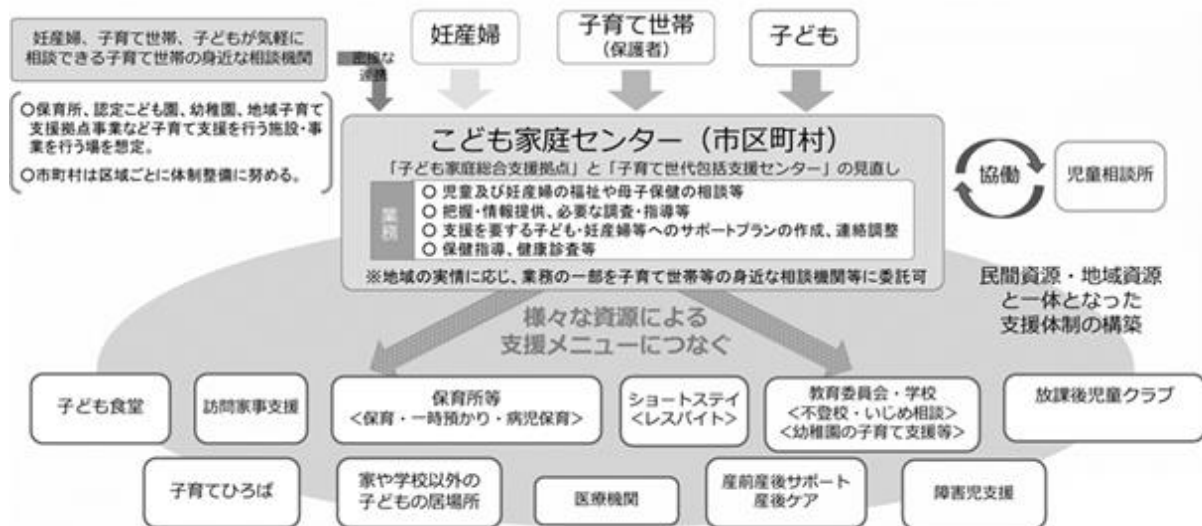 妊産婦、子育て世帯、子どもが気軽に
相談できる子育て世帯の身近な相談機関
○保育所、認定こども園、幼稚園、地域子育て
支援拠点事業など子育て支援を行う施設・事
業を行う場を想定。
○市町村は区域ごとに体制整備に努める。
密接な
連携
妊産婦
子育て世帯
(保護者)
子ども
こども家庭センター(市区町村)
「子ども家庭総合支援拠点」と「子育て世代包括支援センター」の見直し
業務
○ 児童及び妊産婦の福祉や母子保健の相談等
○ 把握・情報提供、必要な調査・指導等
○ 支援を要する子ども・妊産婦等へのサポートプランの作成、連絡調整
○ 保健指導、健康診査等
※地域の実情に応じ、業務の一部を子育て世帯等の身近な相談機関等に委託可
協働
児童相談所
民間資源・地域資源
と一体となった
支援体制の構築
様々な資源による
支援メニューにつなぐ
子ども食堂
訪問家事支援
保育所等
<保育・一時預かり・病児保育>
ショートステイ
<レスパイト>
教育委員会・学校
<不登校・いじめ相談>
<幼稚園の子育て支援等>
放課後児童クラブ
子育てひろば
家や学校以外の
子どもの居場所
医療機関
産前産後サポート
産後ケア
障害児支援